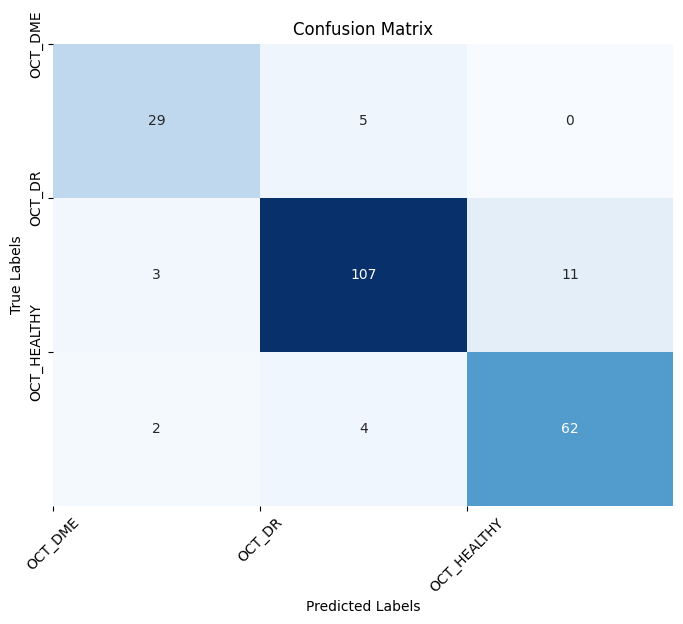 Confusion Matrix
OCT_DME
29 5 0
OCT_DR
3 107 11
OCT_HEALTHY
2 4 62
True Labels
OCT_DME OCT_DR OCT_HEALTHY
Predicted Labels